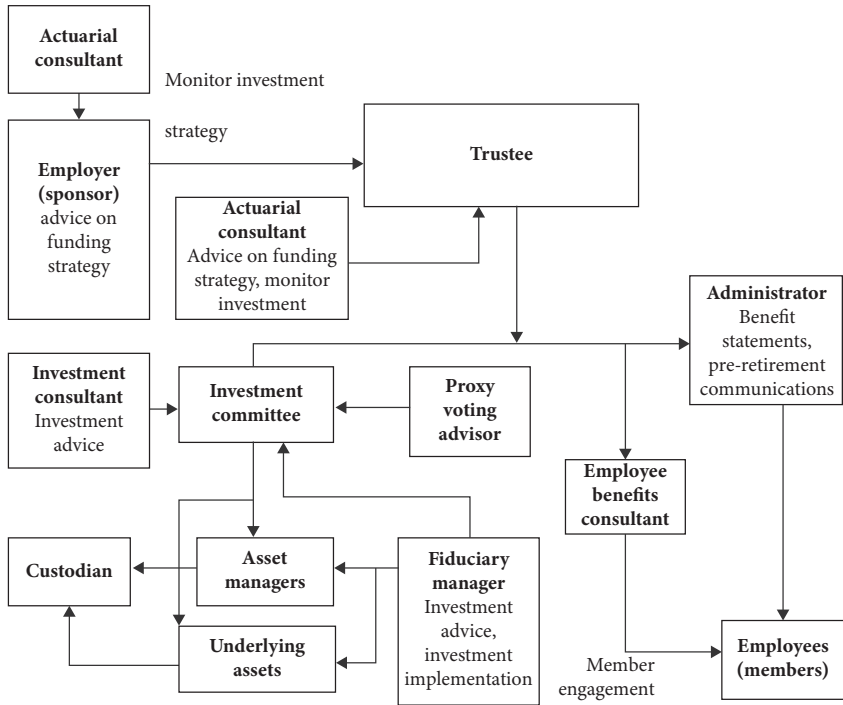 Actuarial
consultant
Monitor investment
strategy
Employer
(sponsor)
advice on
funding
strategy
Trustee
Actuarial
consultant
Advice on funding
strategy, monitor
investment
Administrator
Benefit
statements,
pre-retirement
communications
Investment
consultant
Investment
advice
Investment
committee
Proxy
voting
advisor
Employee
benefits
consultant
Custodian
Asset
managers
Fiduciary
manager
Investment
advice,
investment
implementation
Underlying
assets
Member
engagement
Employees
(members)